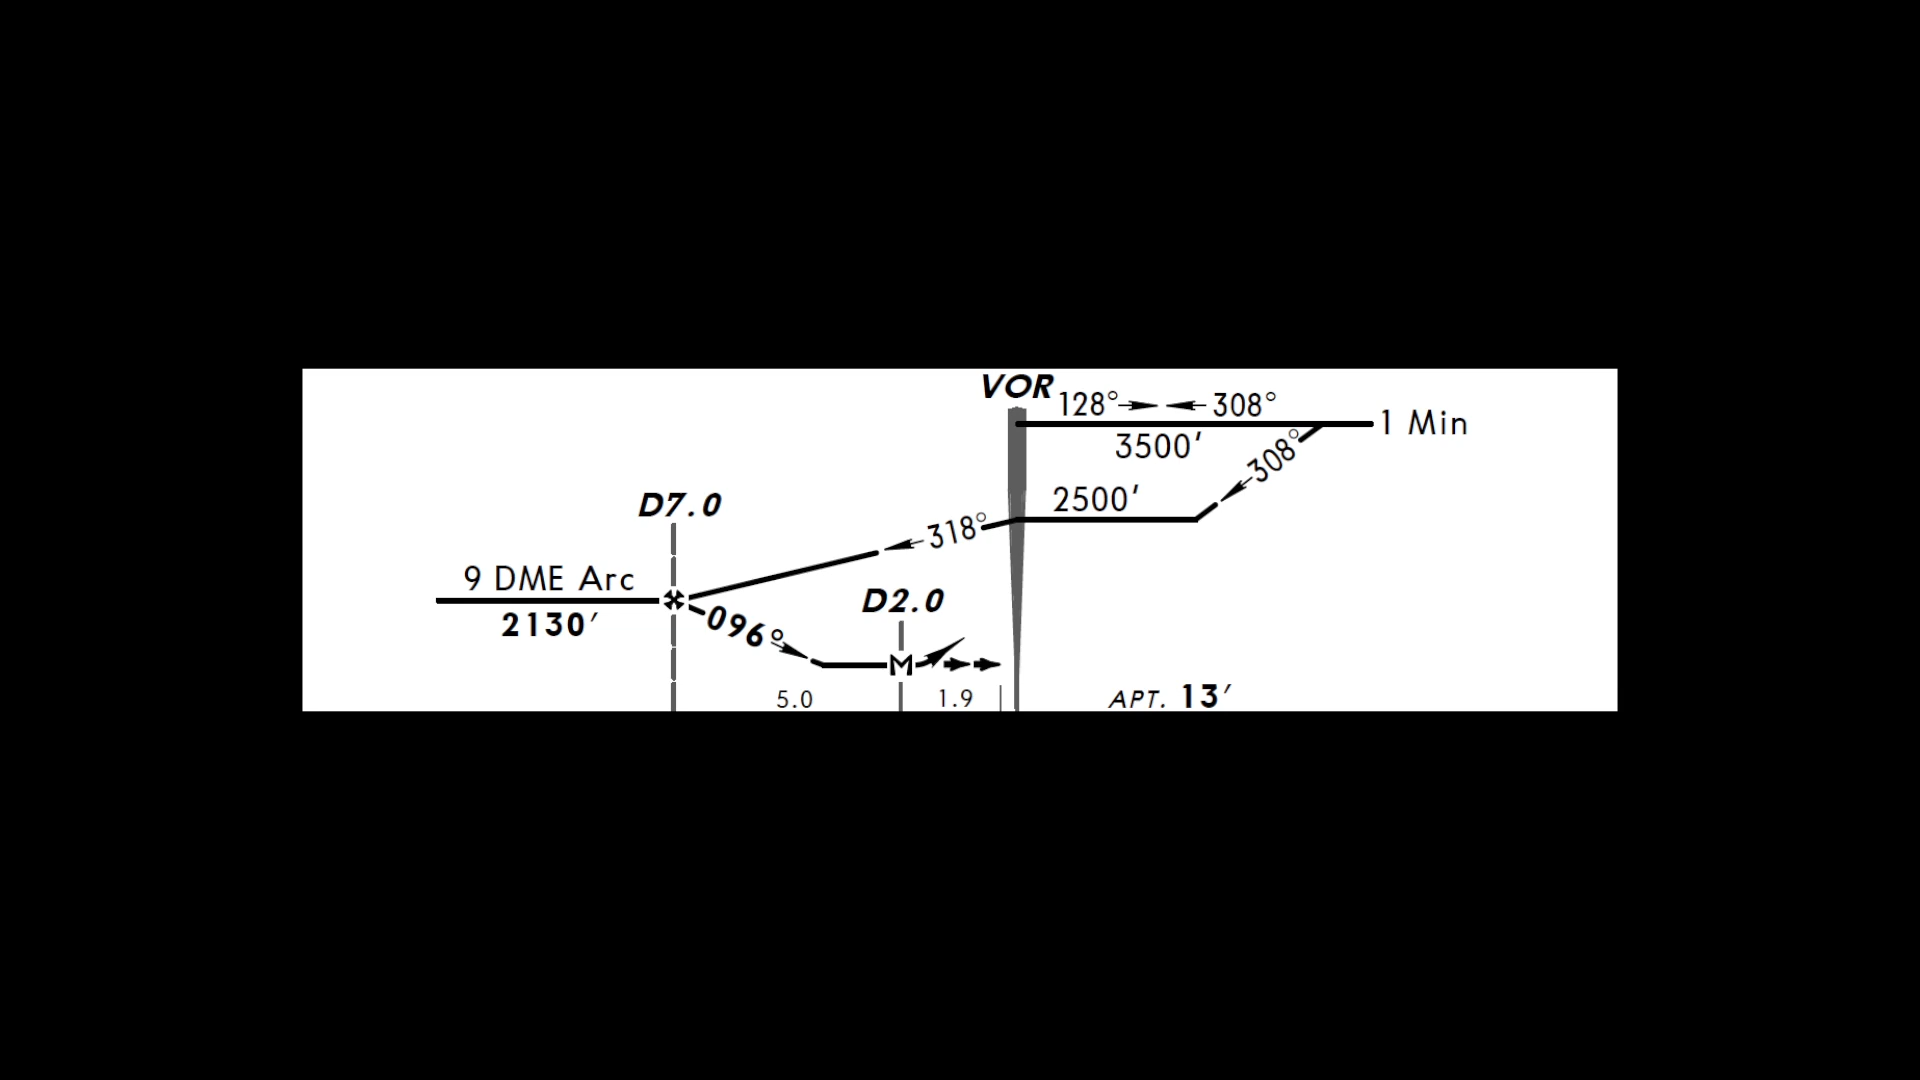 VOR
128° 308°
1 Min
3500′
308°
2500′
D7.0
318°
9 DME Arc
2130′
096°
D2.0
M
5.0
1.9
APT. 13′